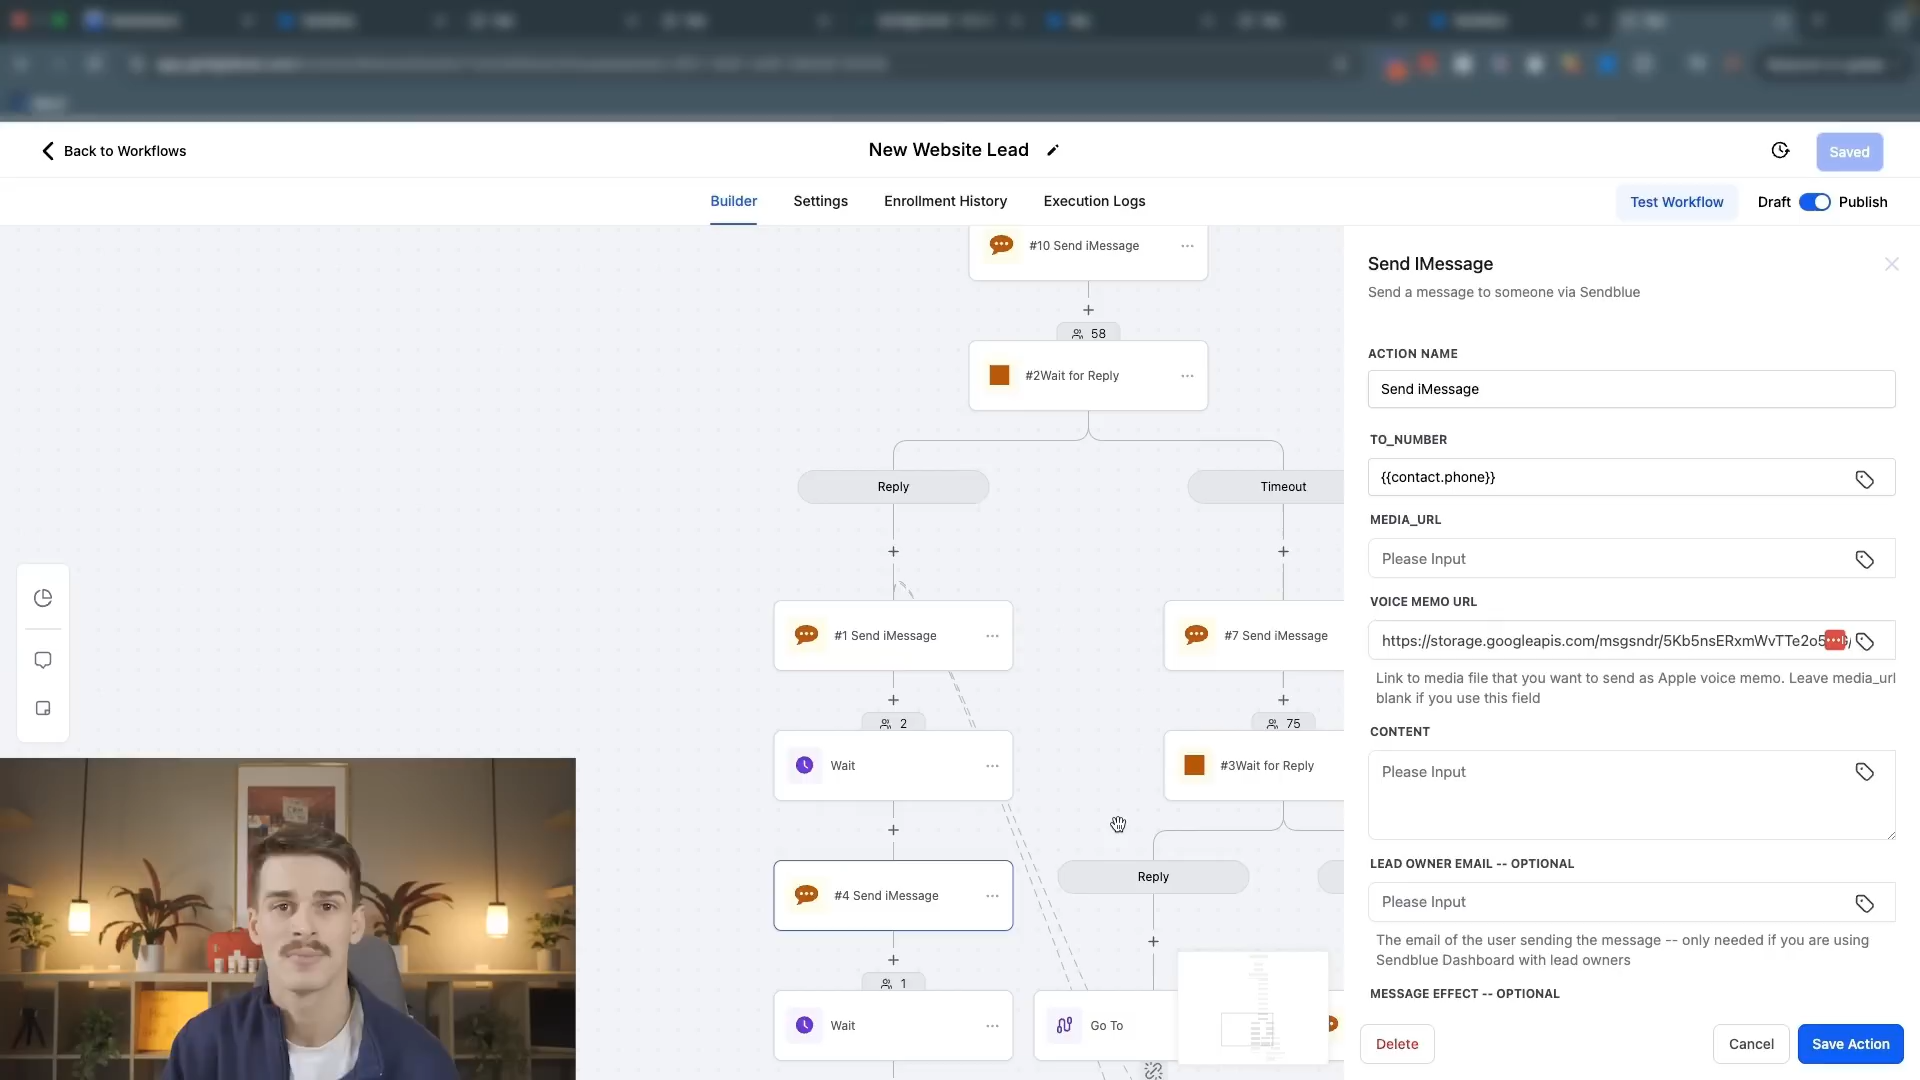 Back to Workflows
New Website Lead
Saved
Builder
Settings
Enrollment History
Execution Logs
Test Workflow
Draft
Publish
#10 Send iMessage
58
#2Wait for Reply
Reply
Timeout
#1 Send iMessage
#7 Send iMessage
2
75
Wait
#3Wait for Reply
Reply
#4 Send iMessage
1
Wait
Go To
Send IMessage
Send a message to someone via Sendblue
ACTION NAME
Send iMessage
TO_NUMBER
{{contact.phone}}
MEDIA_URL
Please Input
VOICE MEMO URL
https://storage.googleapis.com/msgsndr/5Kb5nsERxmWvTTe2o5
Link to media file that you want to send as Apple voice memo. Leave media_url
blank if you use this field
CONTENT
Please Input
LEAD OWNER EMAIL -- OPTIONAL
Please Input
The email of the user sending the message -- only needed if you are using
Sendblue Dashboard with lead owners
MESSAGE EFFECT -- OPTIONAL
Delete
Cancel
Save Action